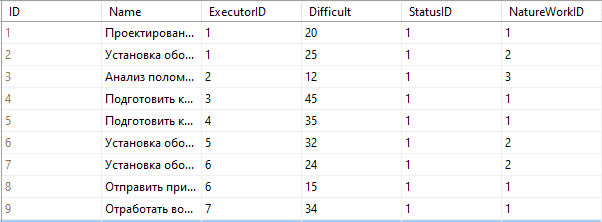 ID Name ExecutorID Difficult StatusID NatureWorkID
1 Проектирован... 1 20 1 1
2 Установка обо... 1 25 1 2
3 Анализ полом... 2 12 1 3
4 Подготовить к... 3 45 1 1
5 Подготовить к... 4 35 1 1
6 Установка обо... 5 32 1 2
7 Установка обо... 6 24 1 2
8 Отправить при... 6 15 1 1
9 Отработать во... 7 34 1 1